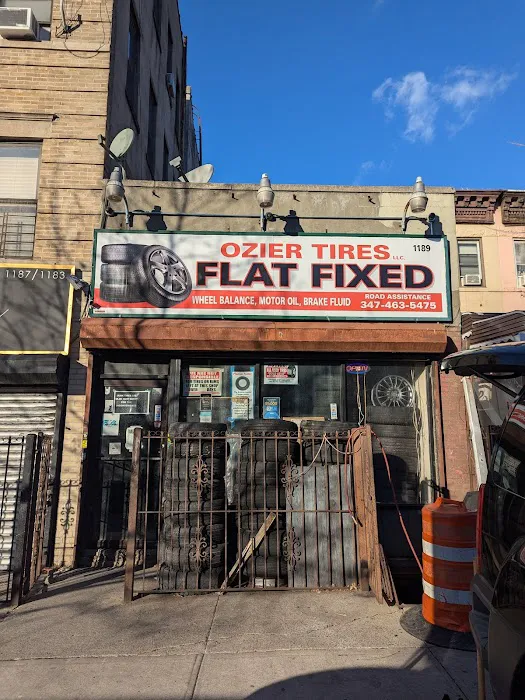 1187/1183
OZIER TIRES LLC.
1189
FLAT FIXED
WHEEL BALANCE, MOTOR OIL, BRAKE FLUID
ROAD ASSISTANCE
347-463-5475
OPEN